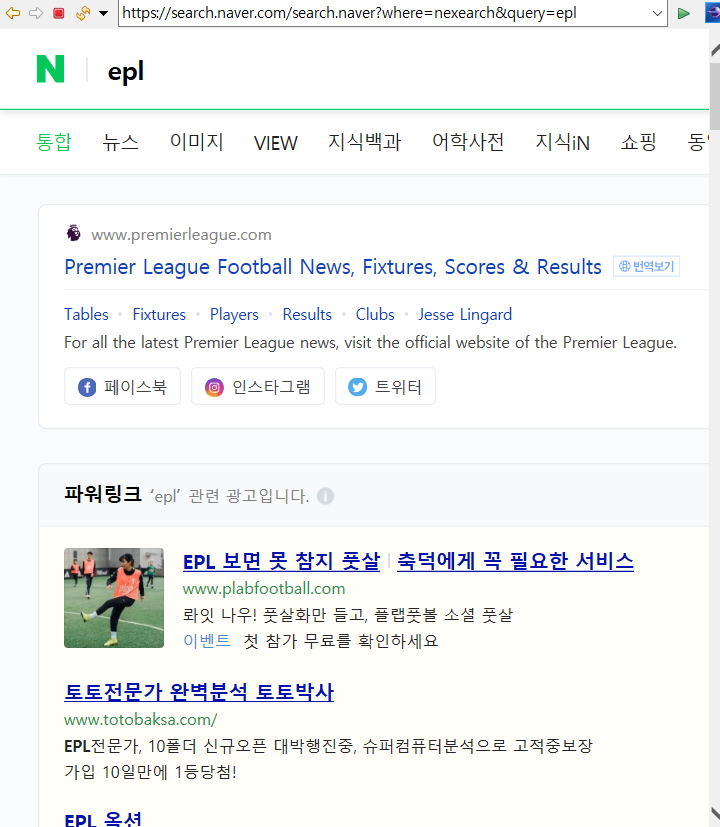 https://search.naver.com/search.naver?where=nexearch&query=epl
N epl
통합 뉴스 이미지 VIEW 지식백과 어학사전 지식iN 쇼핑
www.premierleague.com
Premier League Football News, Fixtures, Scores & Results 번역보기
Tables · Fixtures · Players · Results · Clubs · Jesse Lingard
For all the latest Premier League news, visit the official website of the Premier League.
페이스북 인스타그램 트위터
파워링크 ‘epl’ 관련 광고입니다.
EPL 보면 못 참지 풋살 | 축덕에게 꼭 필요한 서비스
www.plabfootball.com
롸잇 나우! 풋살화만 들고, 플랩풋볼 소셜 풋살
이벤트 첫 참가 무료를 확인하세요
토토전문가 완벽분석 토토박사
www.totobaksa.com/
EPL전문가, 10폴더 신규오픈 대박행진중, 슈퍼컴퓨터분석으로 고적중보장
가입 10일만에 1등당첨!
EPL 옵션